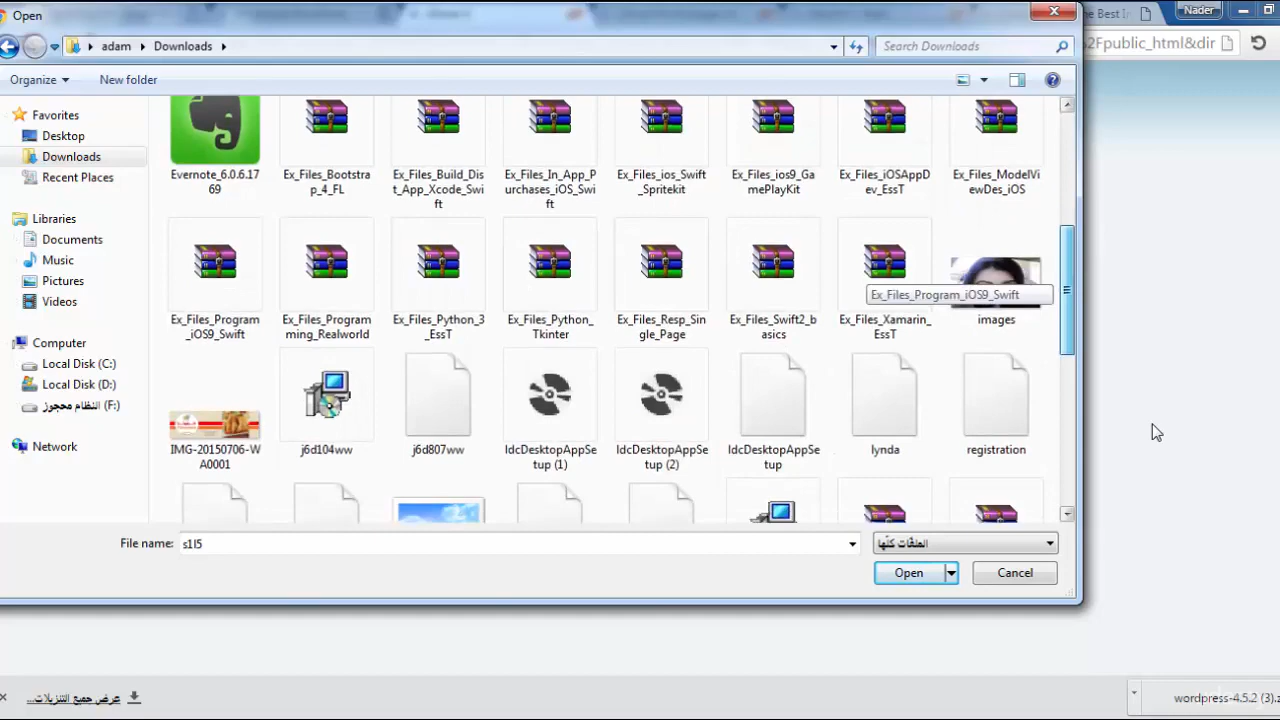 Open
Nader
he Best I
adam
Downloads
Search Downloads
2Fpublic_html&dir
Organize
New folder
Favorites
Desktop
Downloads
Recent Places
Libraries
Documents
Music
Pictures
Videos
Computer
Local Disk (C:)
Local Disk (D:)
النظام محجوز (F:)
Network
Evernote_6.0.6.17
69
Ex_Files_Bootstra
p_4_FL
Ex_Files_Build_Dis
t_App_Xcode_Swi
ft
Ex_Files_In_App_P
urchases_iOS_Swi
ft
Ex_Files_ios_Swift
_Spritekit
Ex_Files_ios9_Ga
mePlayKit
Ex_Files_iOSAppD
ev_EssT
Ex_Files_ModelVi
ewDes_iOS
Ex_Files_Program
_iOS9_Swift
Ex_Files_Program
ming_Realworld
Ex_Files_Python_3
_EssT
Ex_Files_Python_
Tkinter
Ex_Files_Resp_Sin
gle_Page
Ex_Files_Swift2_b
asics
Ex_Files_Xamarin_
EssT
Ex_Files_Program_iOS9_Swift
images
IMG-20150706-W
A0001
j6d104ww
j6d807ww
ldcDesktopAppSe
tup (1)
ldcDesktopAppSe
tup (2)
ldcDesktopAppSe
tup
lynda
registration
File name:
s1l5
الملفّات كلّها
Open
Cancel
عرض جميع التنزيلات...
wordpress-4.5.2 (3).z